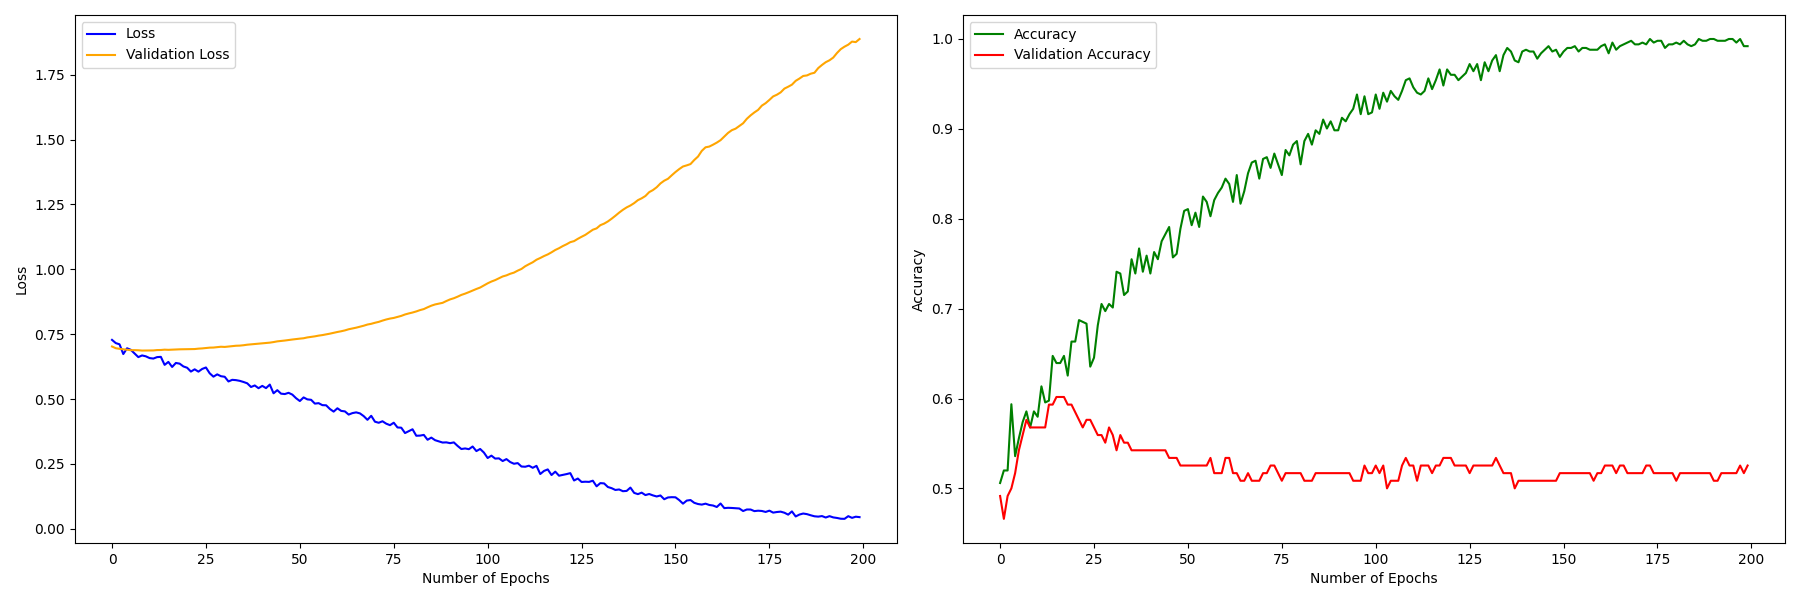 Loss
Validation Loss
1.75
1.50
1.25
1.00
0.75
0.50
0.25
0.00
Loss
0 25 50 75 100 125 150 175 200
Number of Epochs
Accuracy
Validation Accuracy
1.0
0.9
0.8
0.7
0.6
0.5
Accuracy
0 25 50 75 100 125 150 175 200
Number of Epochs